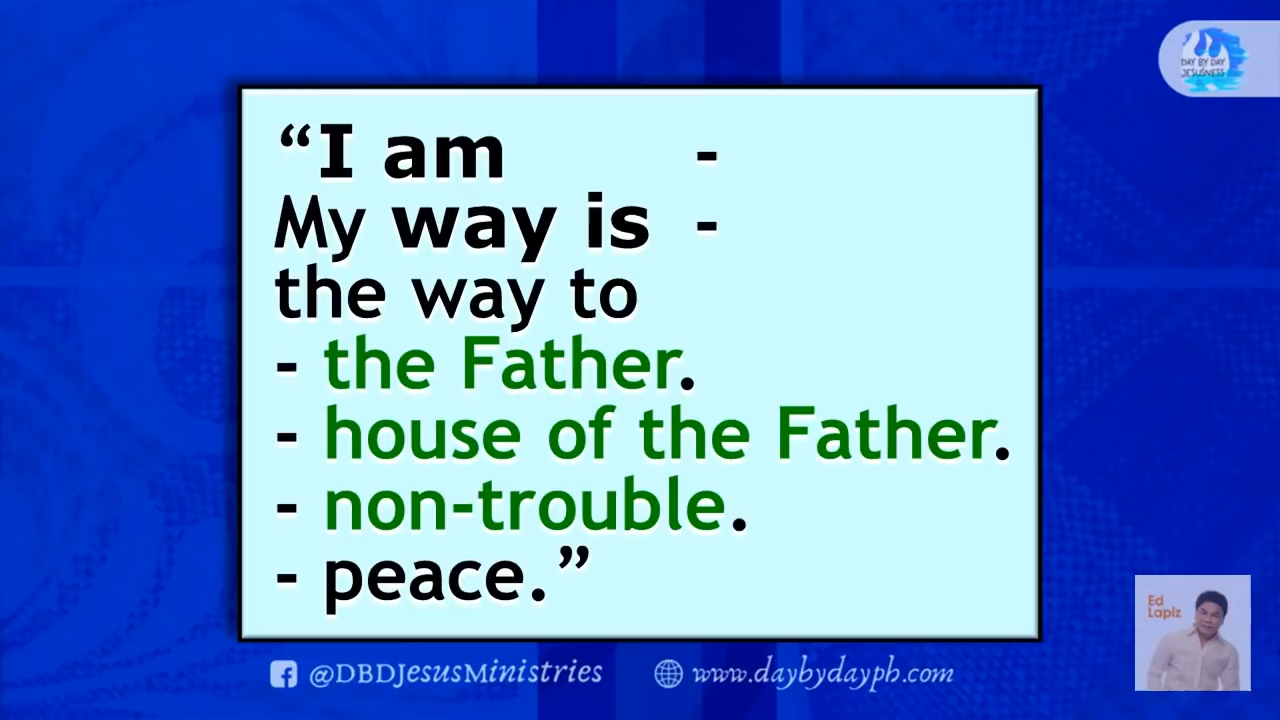 DAY BY DAY
JESUSNESS
“I am -
My way is -
the way to
- the Father.
- house of the Father.
- non-trouble.
- peace.”
Ed
Lapiz
@DBDJesusMinistries
www.daybydayph.com